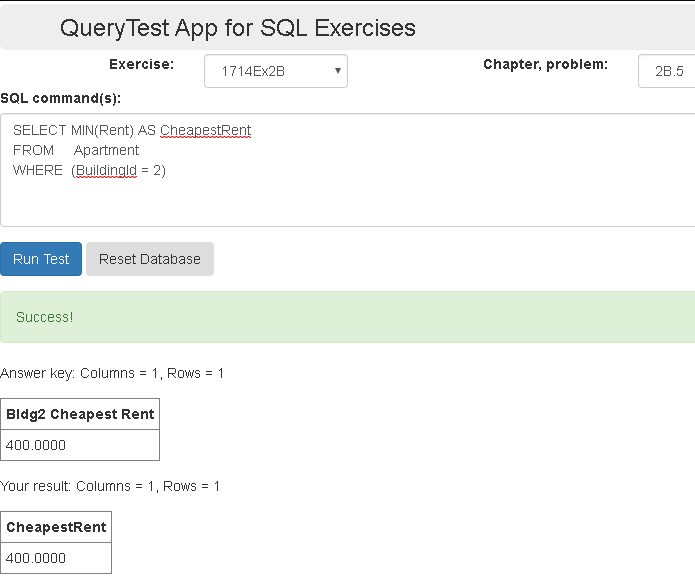 QueryTest App for SQL Exercises
Exercise: 1714Ex2B Chapter, problem: 2B.5
SQL command(s):
SELECT MIN(Rent) AS CheapestRent
FROM Apartment
WHERE (BuildingId = 2)
Run Test Reset Database
Success!
Answer key: Columns = 1, Rows = 1
Bldg2 Cheapest Rent
400.0000
Your result: Columns = 1, Rows = 1
CheapestRent
400.0000